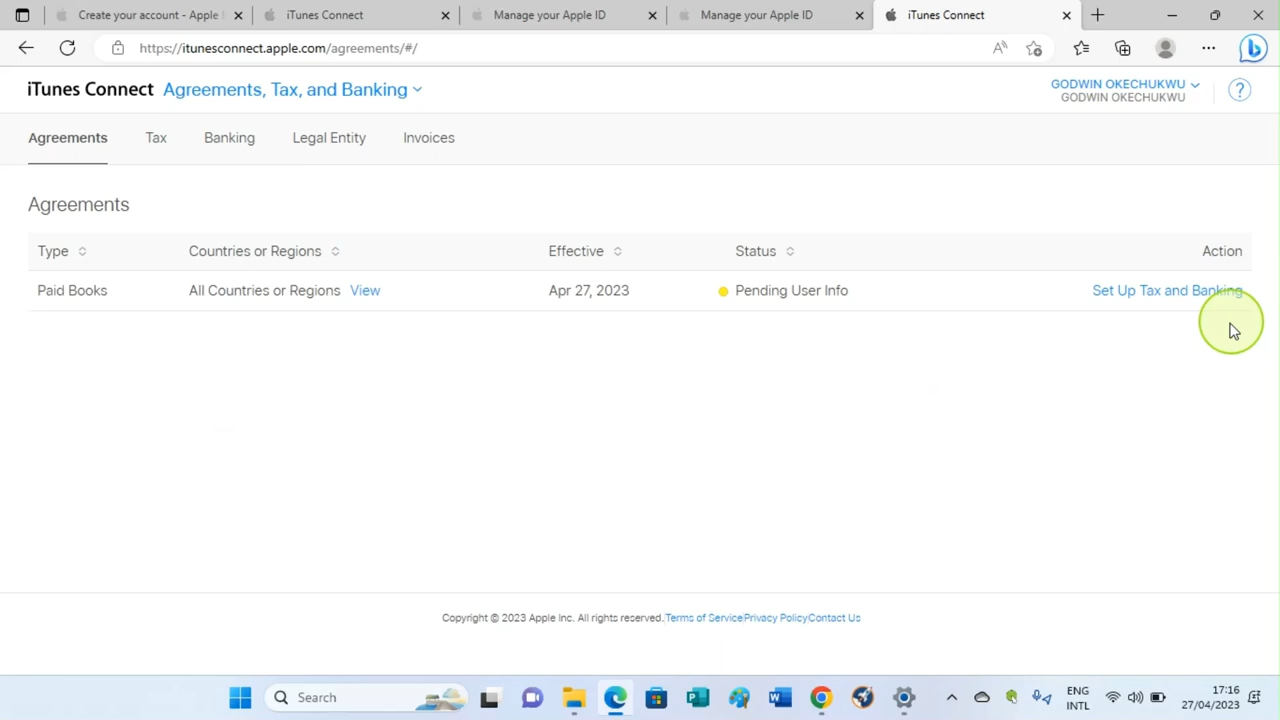 Create your account - Apple
iTunes Connect
Manage your Apple ID
Manage your Apple ID
iTunes Connect
https://itunesconnect.apple.com/agreements/#/
iTunes Connect Agreements, Tax, and Banking
GODWIN OKECHUKWU
GODWIN OKECHUKWU
?
Agreements Tax Banking Legal Entity Invoices
Agreements
Type Countries or Regions Effective Status Action
Paid Books All Countries or Regions View Apr 27, 2023 Pending User Info Set Up Tax and Banking
Copyright © 2023 Apple Inc. All rights reserved.Terms of ServicePrivacy PolicyContact Us
Search
ENG
INTL
17:16
27/04/2023